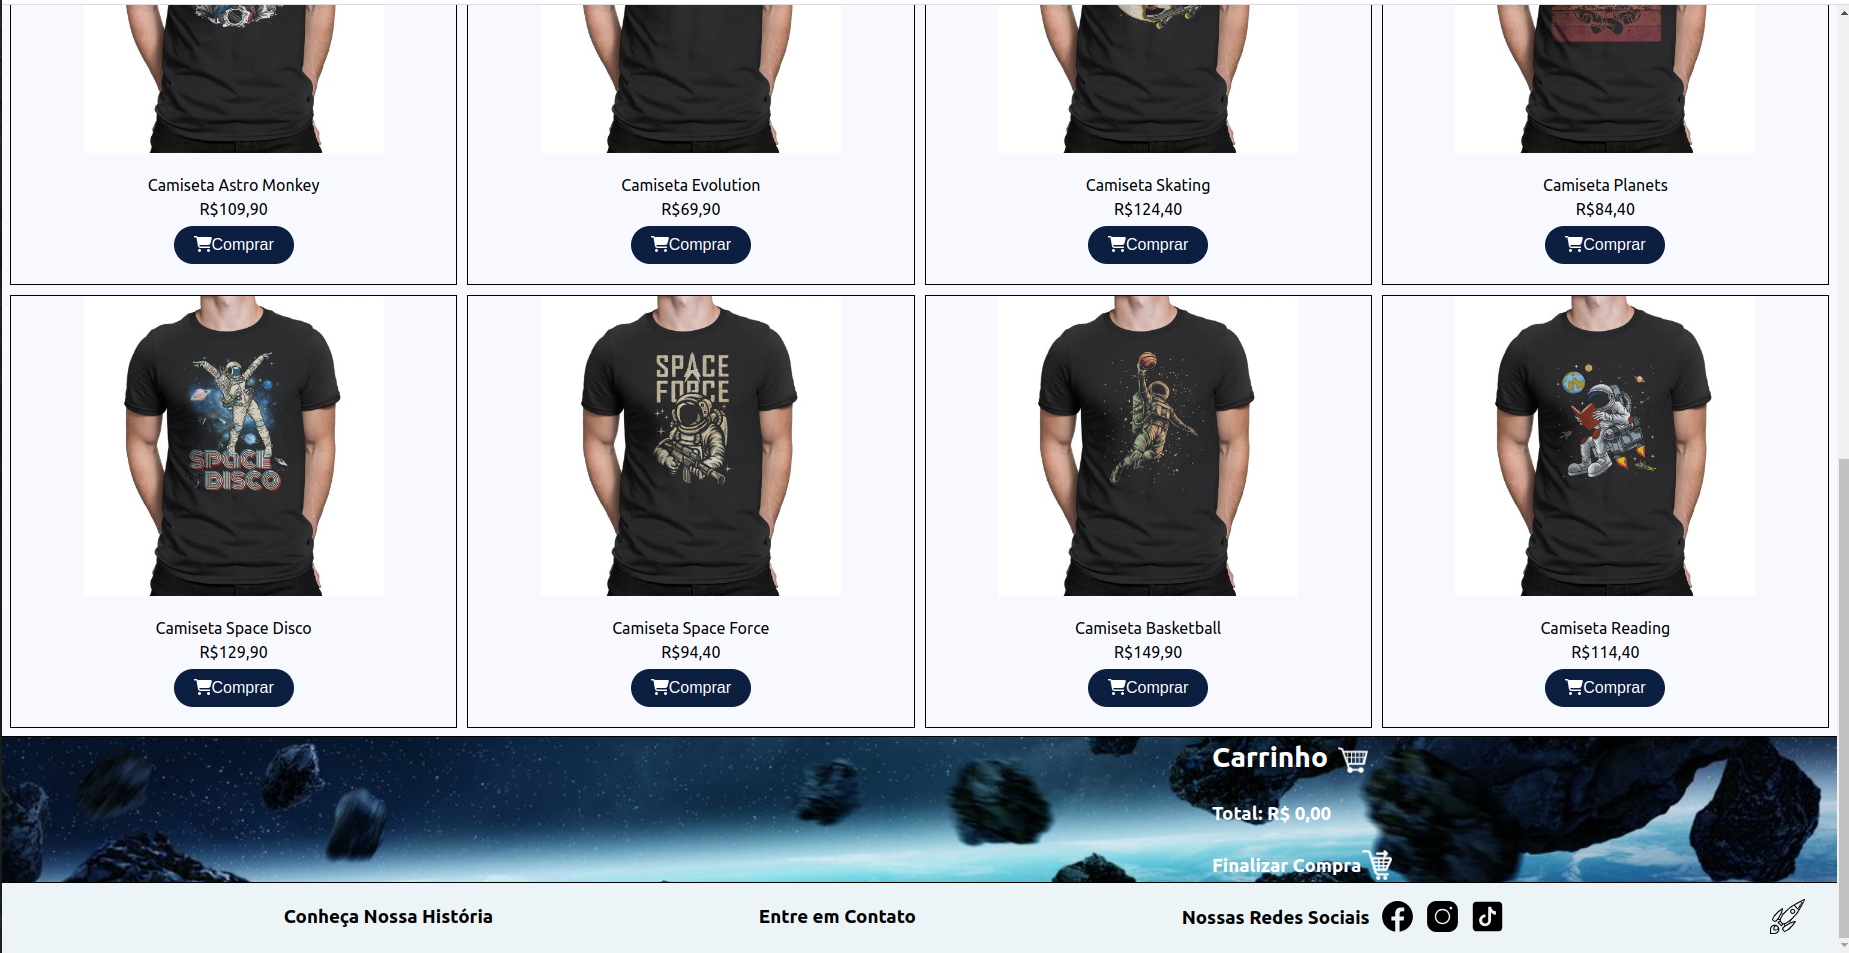 Camiseta Astro Monkey
R$109,90
Comprar
Camiseta Evolution
R$69,90
Comprar
Camiseta Skating
R$124,40
Comprar
Camiseta Planets
R$84,40
Comprar
SPACE
DISCO
Camiseta Space Disco
R$129,90
Comprar
SPACE
FORCE
Camiseta Space Force
R$94,40
Comprar
Camiseta Basketball
R$149,90
Comprar
Camiseta Reading
R$114,40
Comprar
Carrinho
Total: R$ 0,00
Finalizar Compra
Conheça Nossa História
Entre em Contato
Nossas Redes Sociais